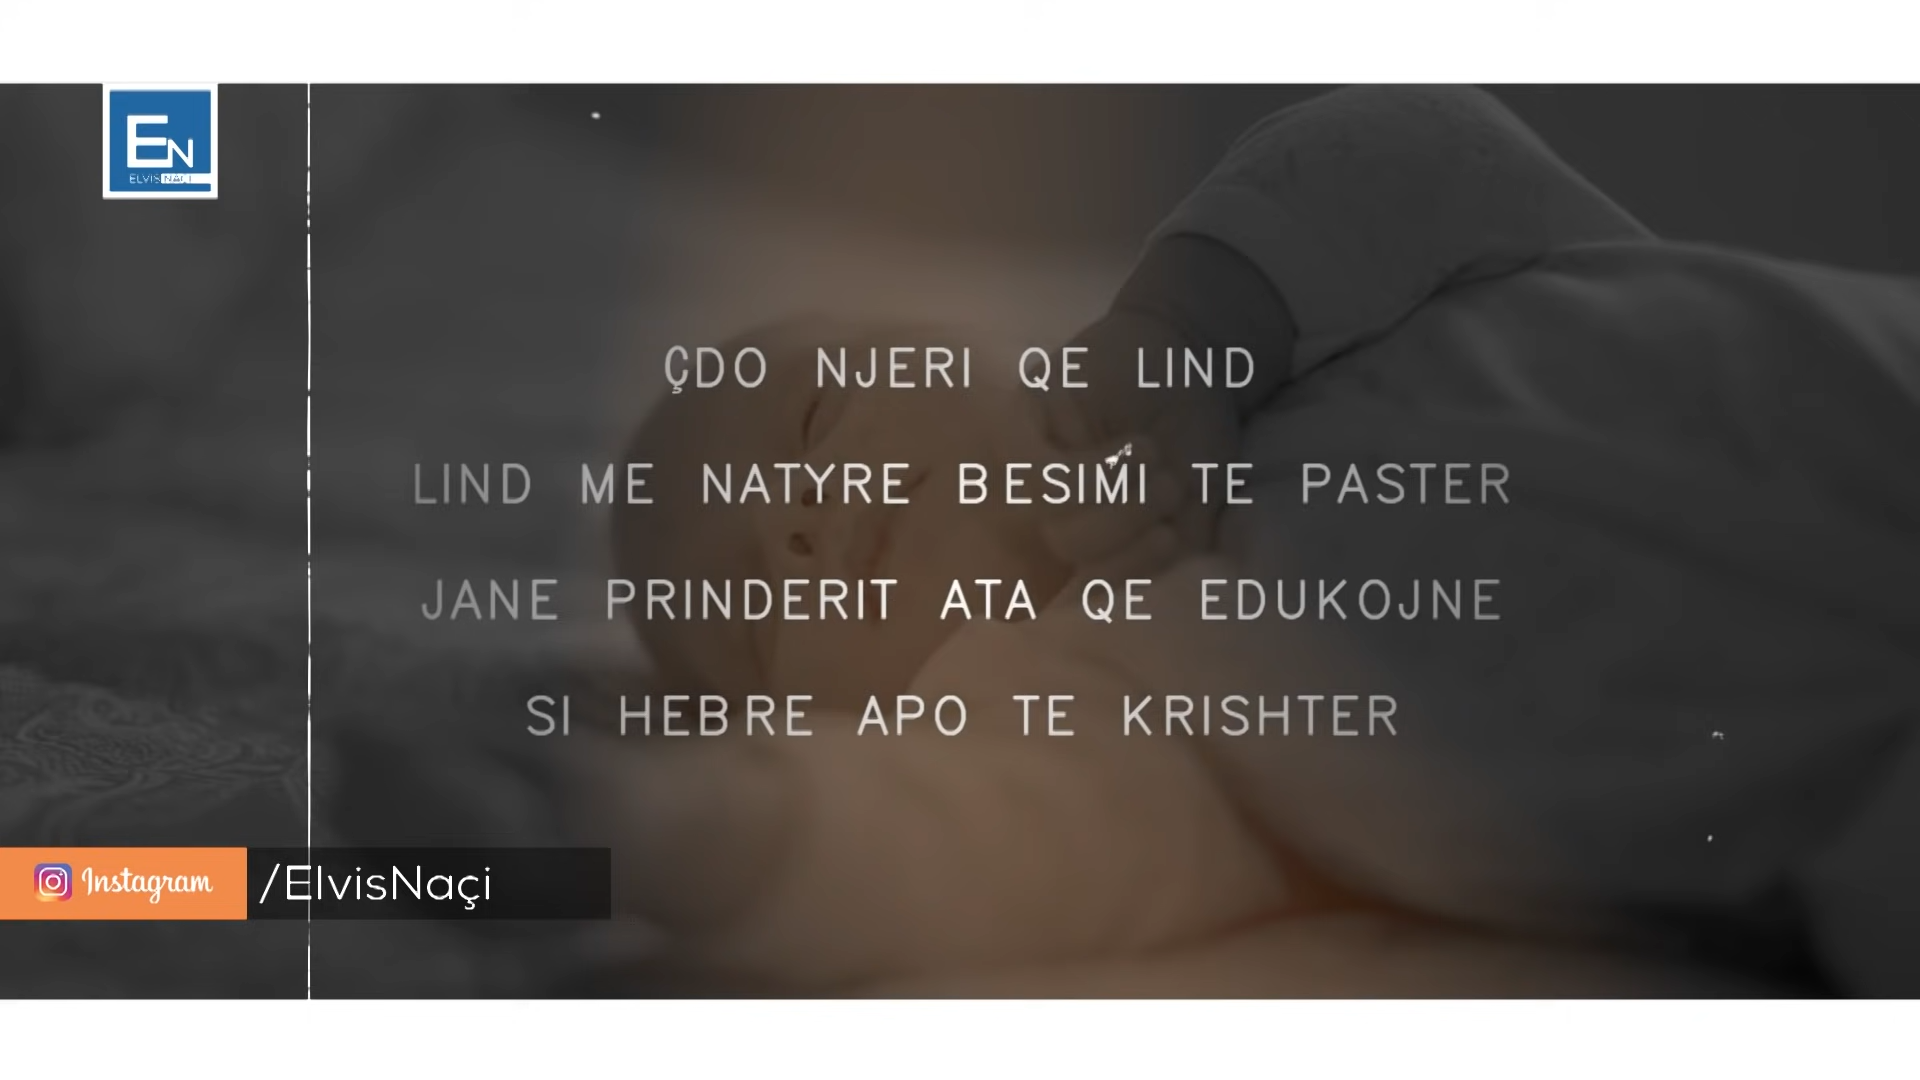 EN
ELVIS NAÇI
ÇDO NJERI QE LIND
LIND ME NATYRE BESIMI TE PASTER
JANE PRINDERIT ATA QE EDUKOJNE
SI HEBRE APO TE KRISHTER
Instagram /ElvisNaçi